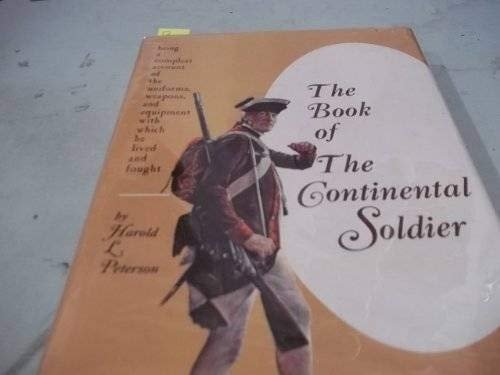 being
a
compleat
account
of
the
uniforms,
weapons,
and
equipment
with
which
he
lived
and
fought
by
Harold
L.
Peterson
The
Book
of
The
Continental
Soldier